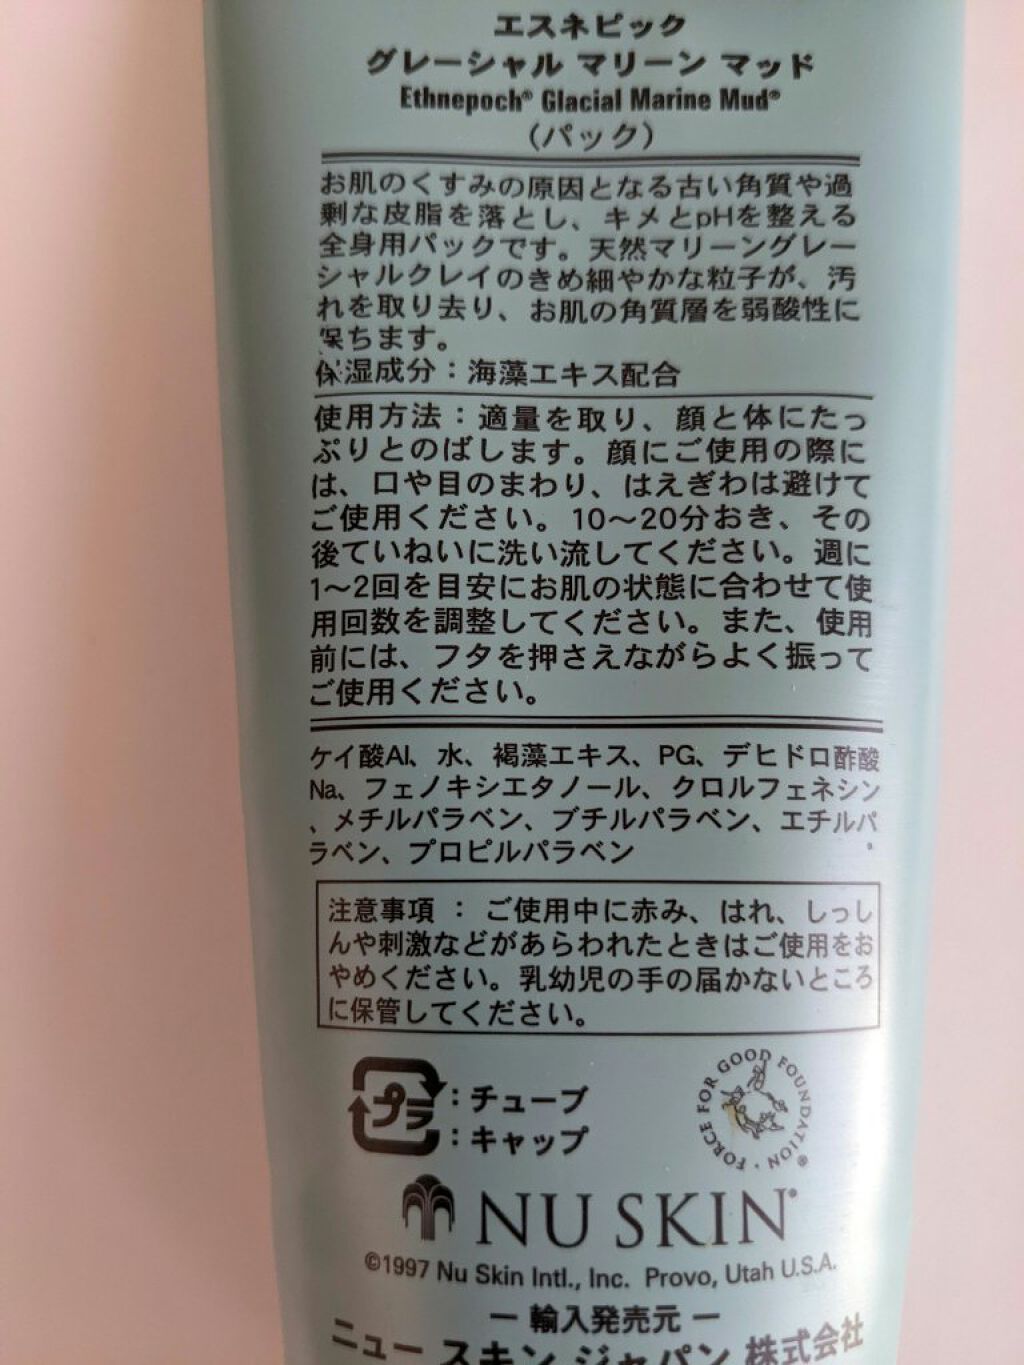 エスネピック
グレーシャル マリーン マッド
Ethnepoch® Glacial Marine Mud®
（パック）
お肌のくすみの原因となる古い角質や過
剰な皮脂を落とし、キメとpHを整える
全身用パックです。天然マリーングレー
シャルクレイのきめ細やかな粒子が、汚
れを取り去り、お肌の角質層を弱酸性に
保ちます。
保湿成分：海藻エキス配合
使用方法：適量を取り、顔と体にたっ
ぷりとのばします。顔にご使用の際に
は、口や目のまわり、はえぎわは避けて
ご使用ください。10〜20分おき、その
後ていねいに洗い流してください。週に
1〜2回を目安にお肌の状態に合わせて使
用回数を調整してください。また、使用
前には、フタを押さえながらよく振って
ご使用ください。
ケイ酸Al、水、褐藻エキス、PG、デヒドロ酢酸
Na、フェノキシエタノール、クロルフェネシン
、メチルパラベン、ブチルパラベン、エチルパ
ラベン、プロピルパラベン
注意事項 ： ご使用中に赤み、はれ、しっし
んや刺激などがあらわれたときはご使用をお
やめください。乳幼児の手の届かないところ
に保管してください。
プラ
：チューブ
：キャップ
FORCE FOR GOOD FOUNDATION®
NU SKIN®
©1997 Nu Skin Intl., Inc. Provo, Utah U.S.A.
― 輸入発売元 ―
ニュー スキン ジャパン 株式会社